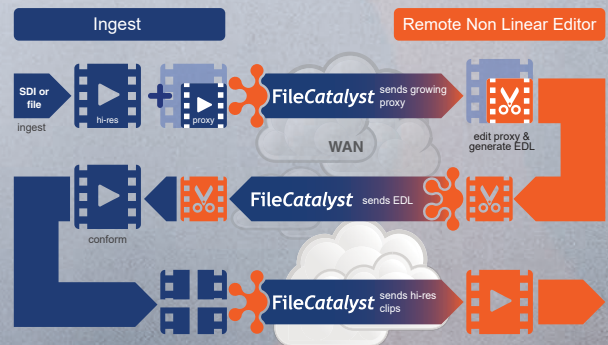 Ingest
Remote Non Linear Editor
SDI or
file
ingest
hi-res
proxy
FileCatalyst
sends growing
proxy
WAN
edit proxy &
generate EDL
conform
FileCatalyst
sends EDL
FileCatalyst
sends hi-res
clips